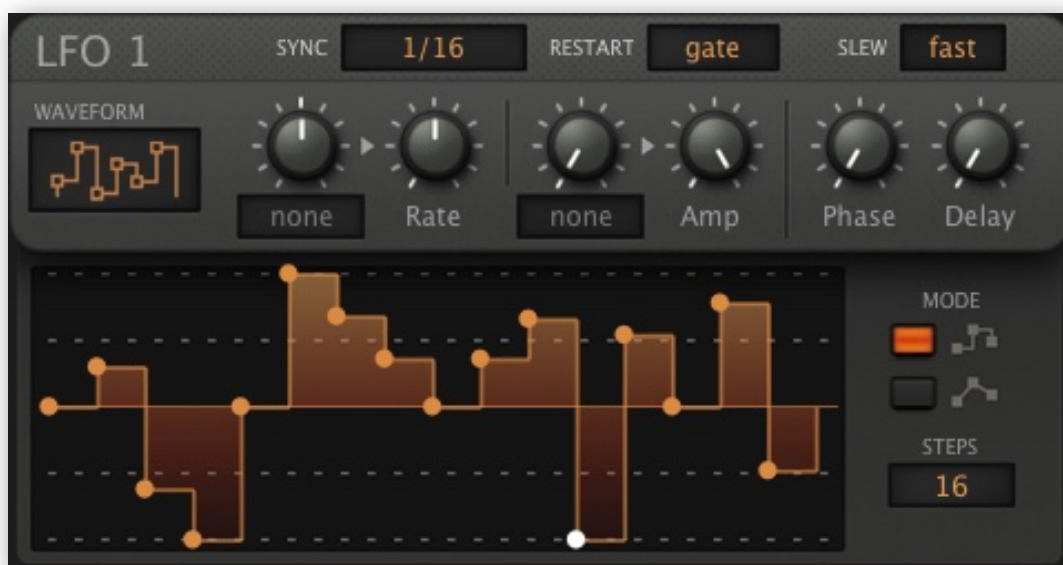 LFO 1 SYNC 1/16 RESTART gate SLEW fast
WAVEFORM
none Rate none Amp Phase Delay
MODE
STEPS
16